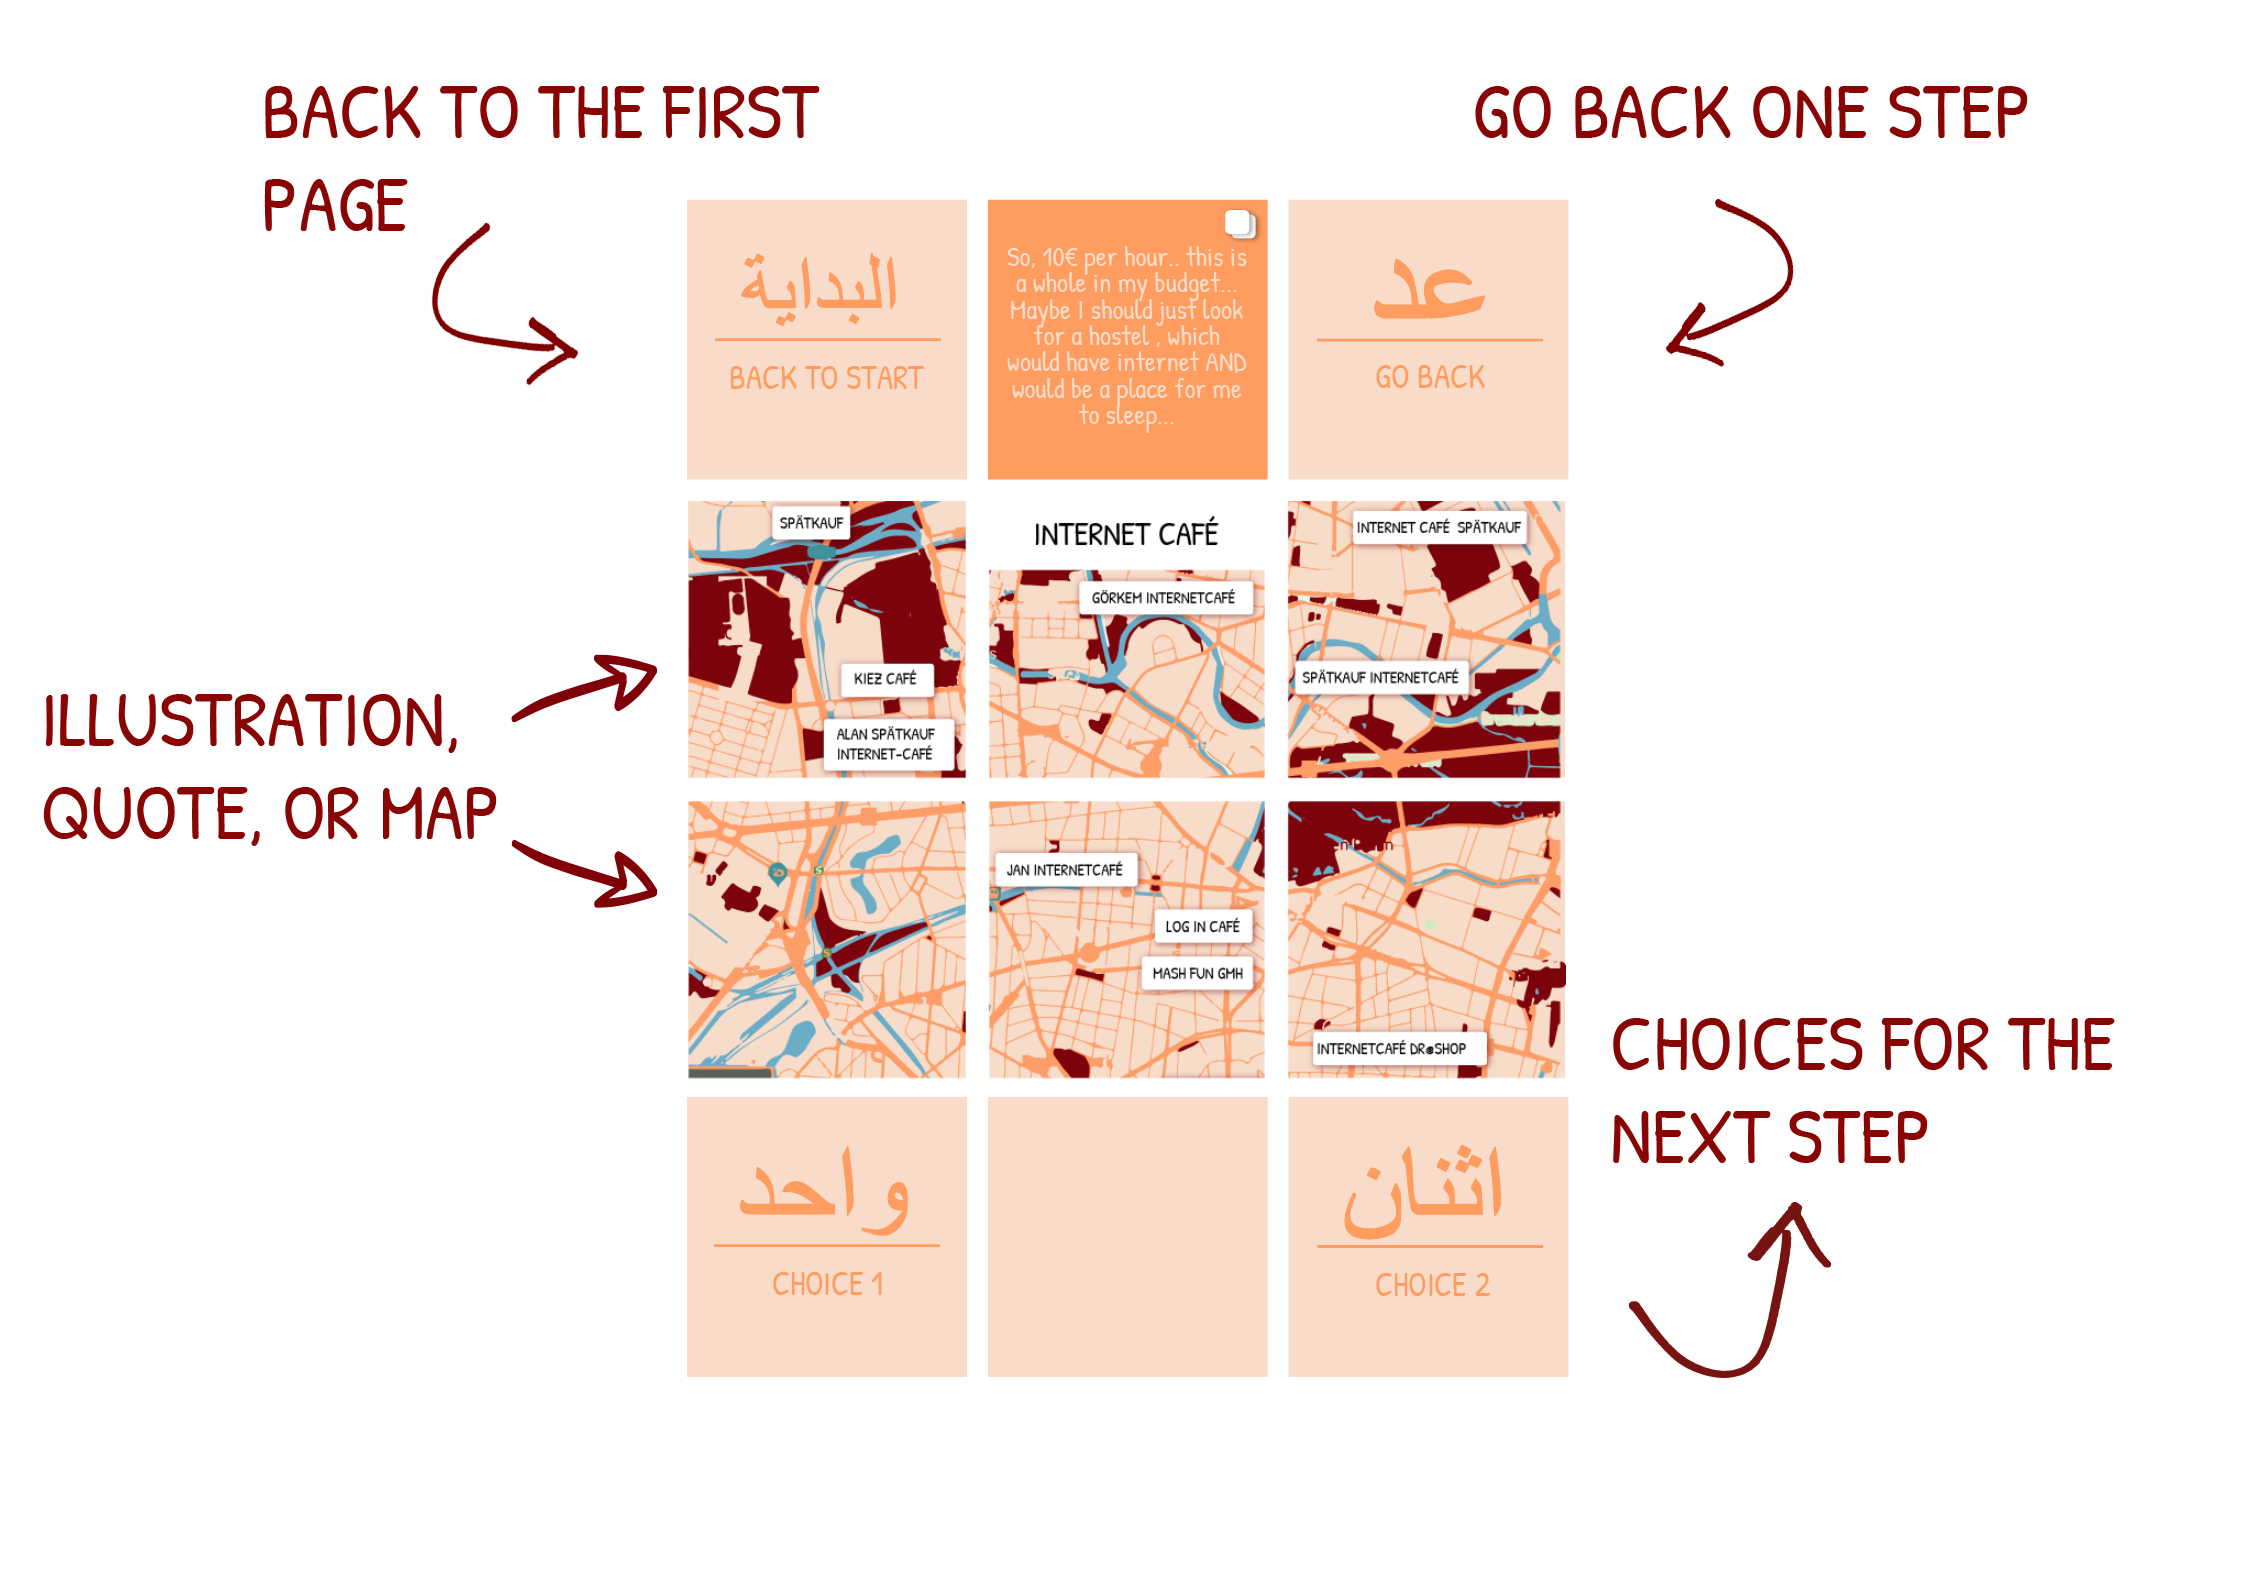 BACK TO THE FIRST
PAGE
GO BACK ONE STEP
البداية
BACK TO START
So, 10€ per hour.. this is
a whole in my budget...
Maybe I should just look
for a hostel , which
would have internet AND
would be a place for me
to sleep...
عد
GO BACK
ILLUSTRATION,
QUOTE, OR MAP
SPÄTKAUF
KIEZ CAFÉ
ALAN SPÄTKAUF
INTERNET-CAFÉ
INTERNET CAFÉ
GÖRKEM INTERNETCAFÉ
INTERNET CAFÉ  SPÄTKAUF
SPÄTKAUF INTERNETCAFÉ
S
S
JAN INTERNETCAFÉ
LOG IN CAFÉ
MASH FUN GMH
INTERNETCAFÉ DR@SHOP
CHOICES FOR THE
NEXT STEP
واحد
CHOICE 1
اثنان
CHOICE 2